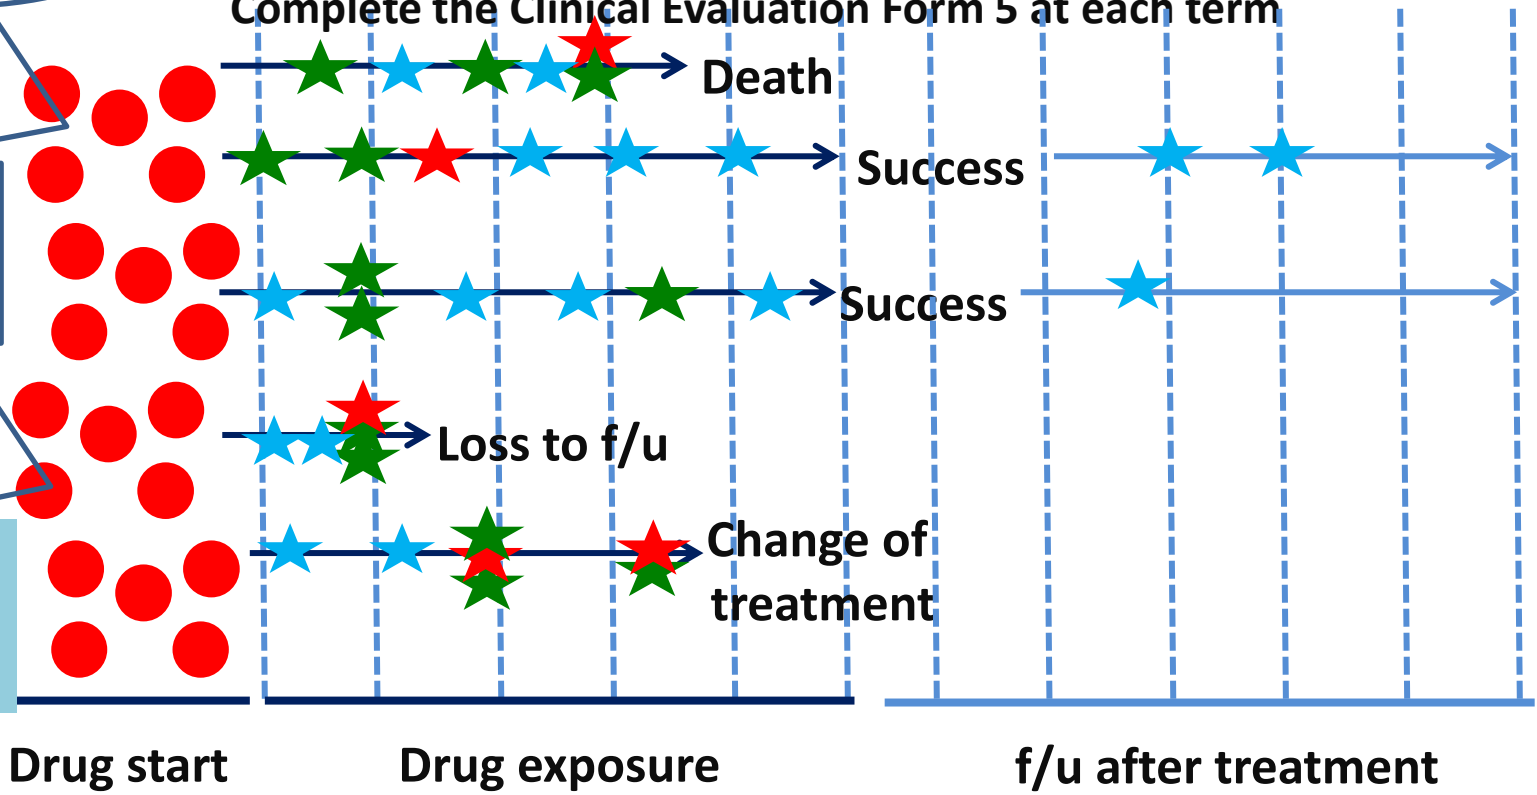 Complete the Clinical Evaluation Form 5 at each term
Death
Success
Success
Loss to f/u
Change of
treatment
Drug start
Drug exposure
f/u after treatment